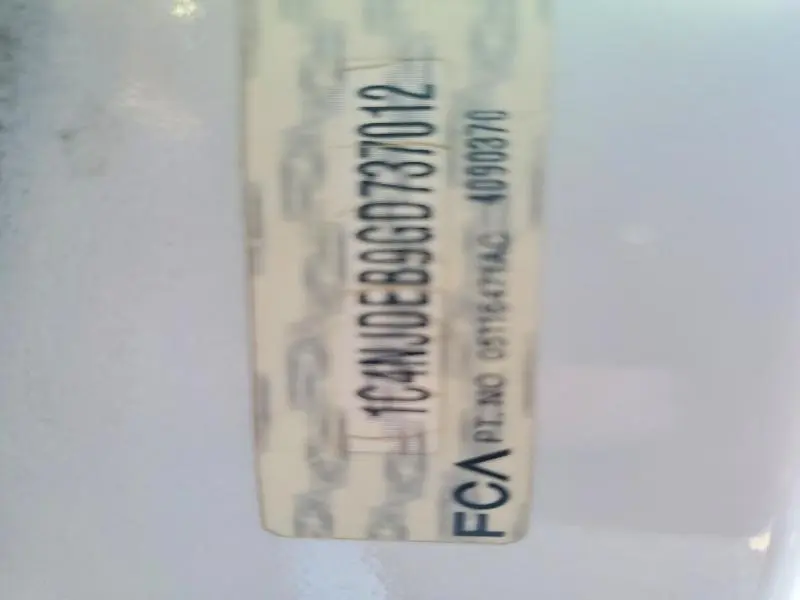 1C4NJDEB9GD737012
FCA PT. NO 05116471AC 4090370